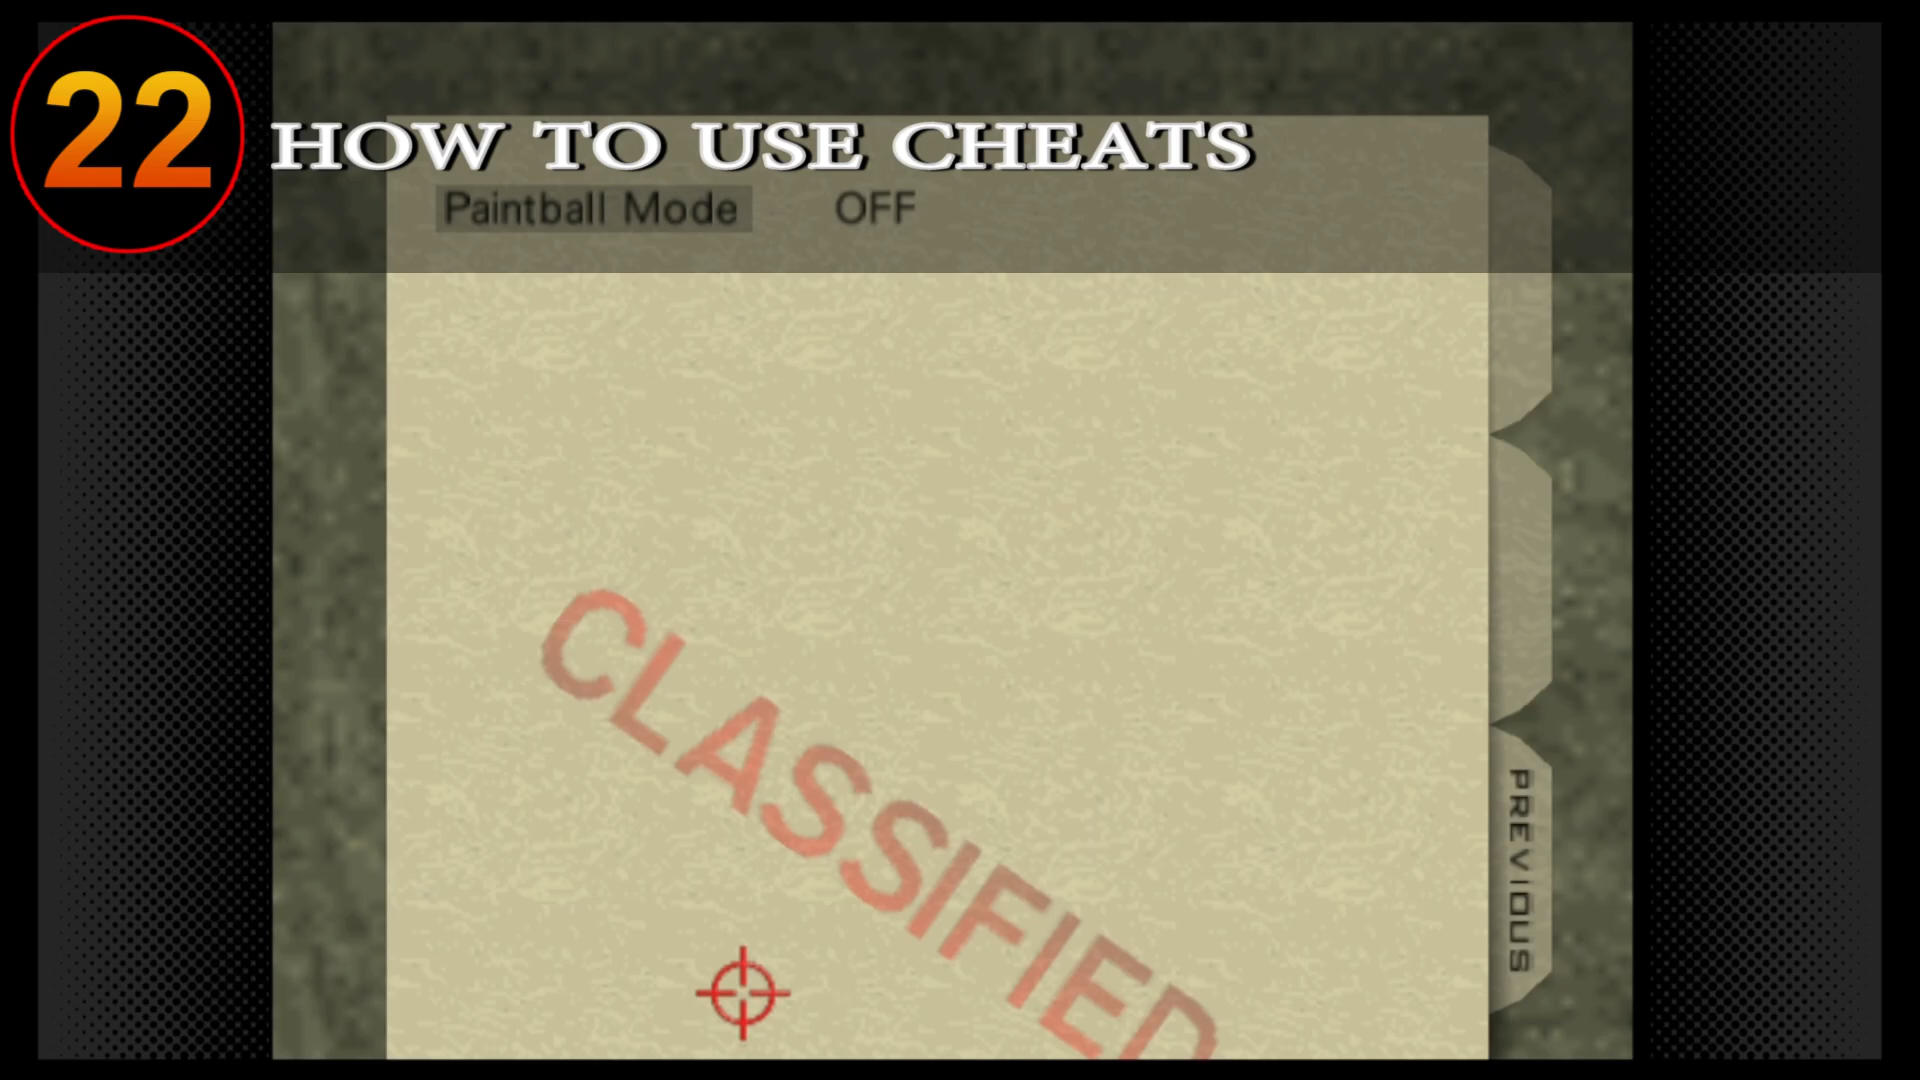 22
HOW TO USE CHEATS
Paintball Mode OFF
CLASSIFIED
PREVIOUS